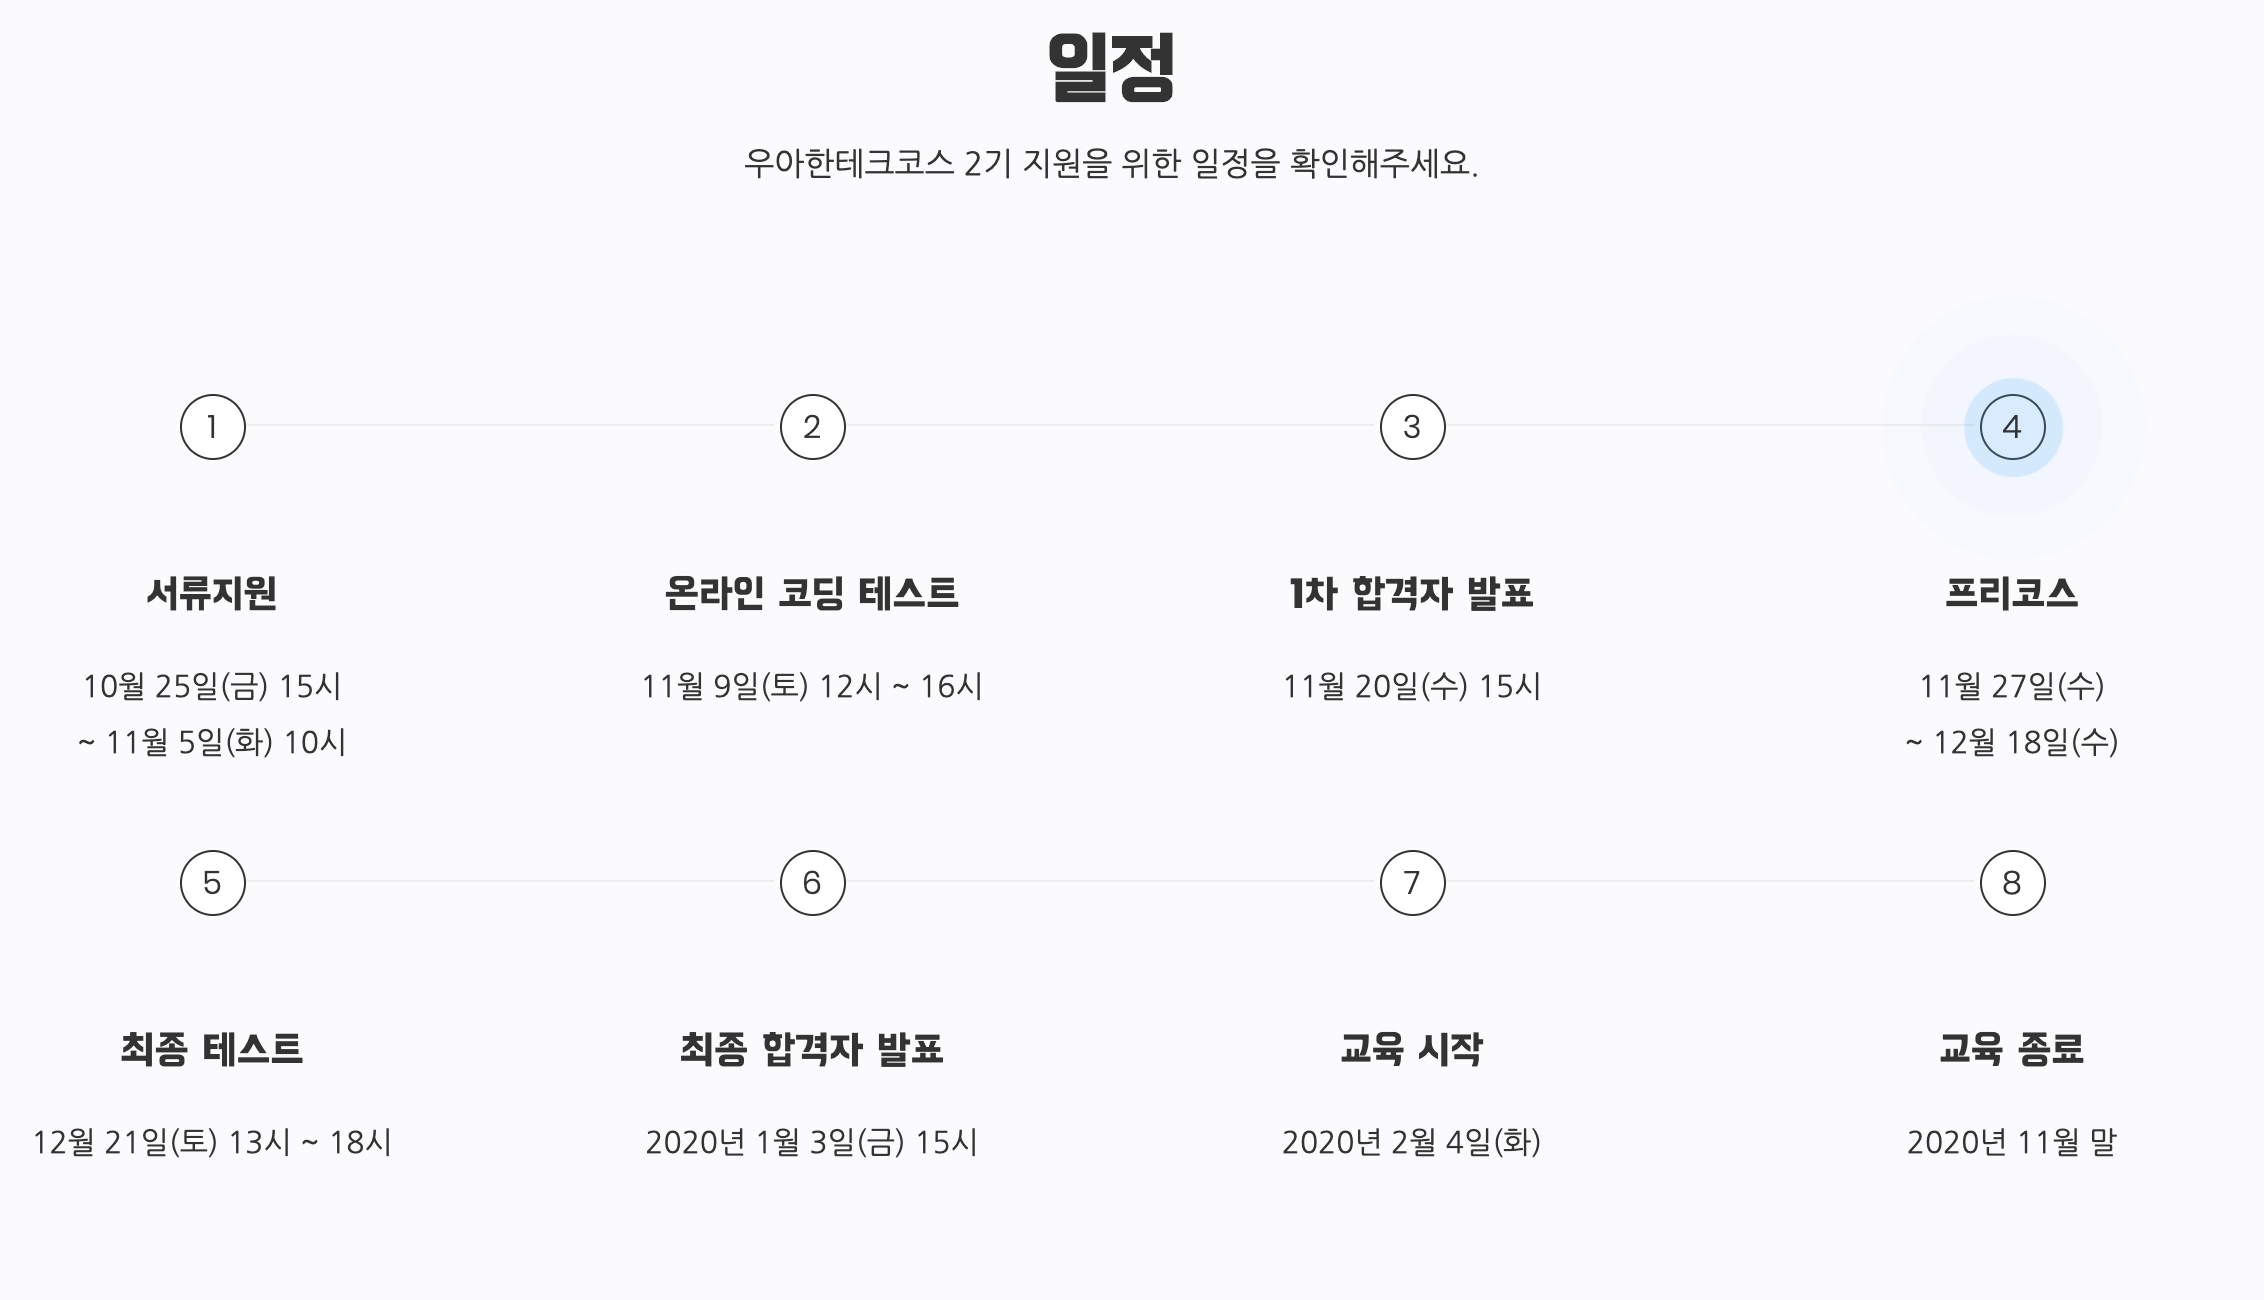 일정
우아한테크코스 2기 지원을 위한 일정을 확인해주세요.
1
2
3
4
서류지원
온라인 코딩 테스트
1차 합격자 발표
프리코스
10월 25일(금) 15시
~ 11월 5일(화) 10시
11월 9일(토) 12시 ~ 16시
11월 20일(수) 15시
11월 27일(수)
~ 12월 18일(수)
5
6
7
8
최종 테스트
최종 합격자 발표
교육 시작
교육 종료
12월 21일(토) 13시 ~ 18시
2020년 1월 3일(금) 15시
2020년 2월 4일(화)
2020년 11월 말